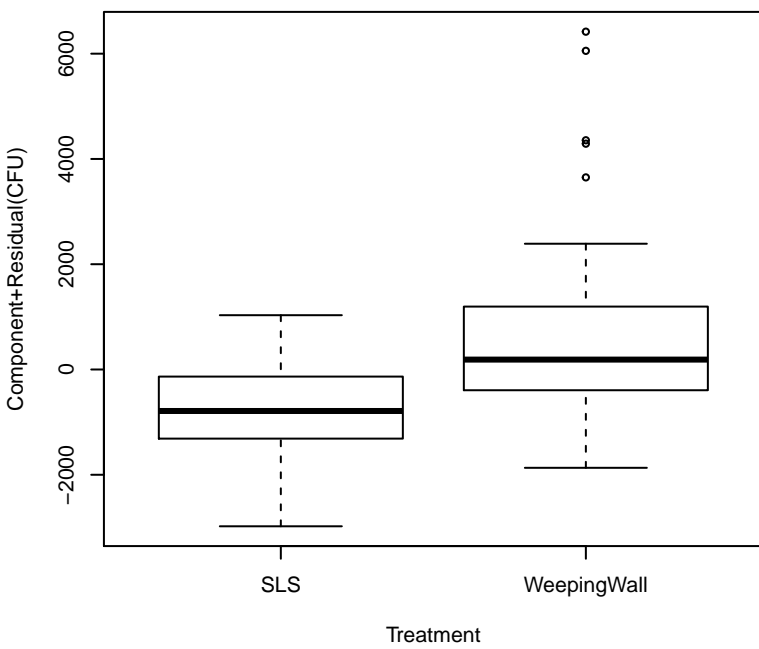 Component+Residual(CFU)
6000
4000
2000
0
−2000
SLS
WeepingWall
Treatment